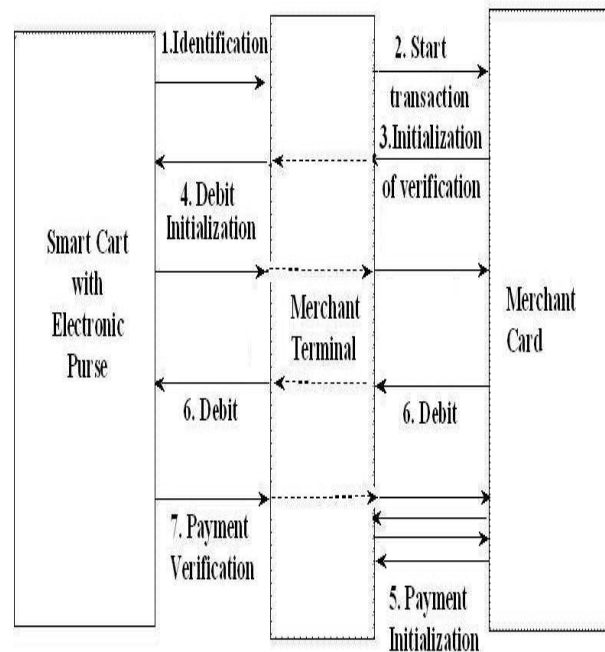 1.Identification
2. Start
transaction
3.Initialization
of verification
4. Debit
Initialization
Smart Cart
with
Electronic
Purse
Merchant
Terminal
Merchant
Card
6. Debit
6. Debit
7. Payment
Verification
5. Payment
Initialization